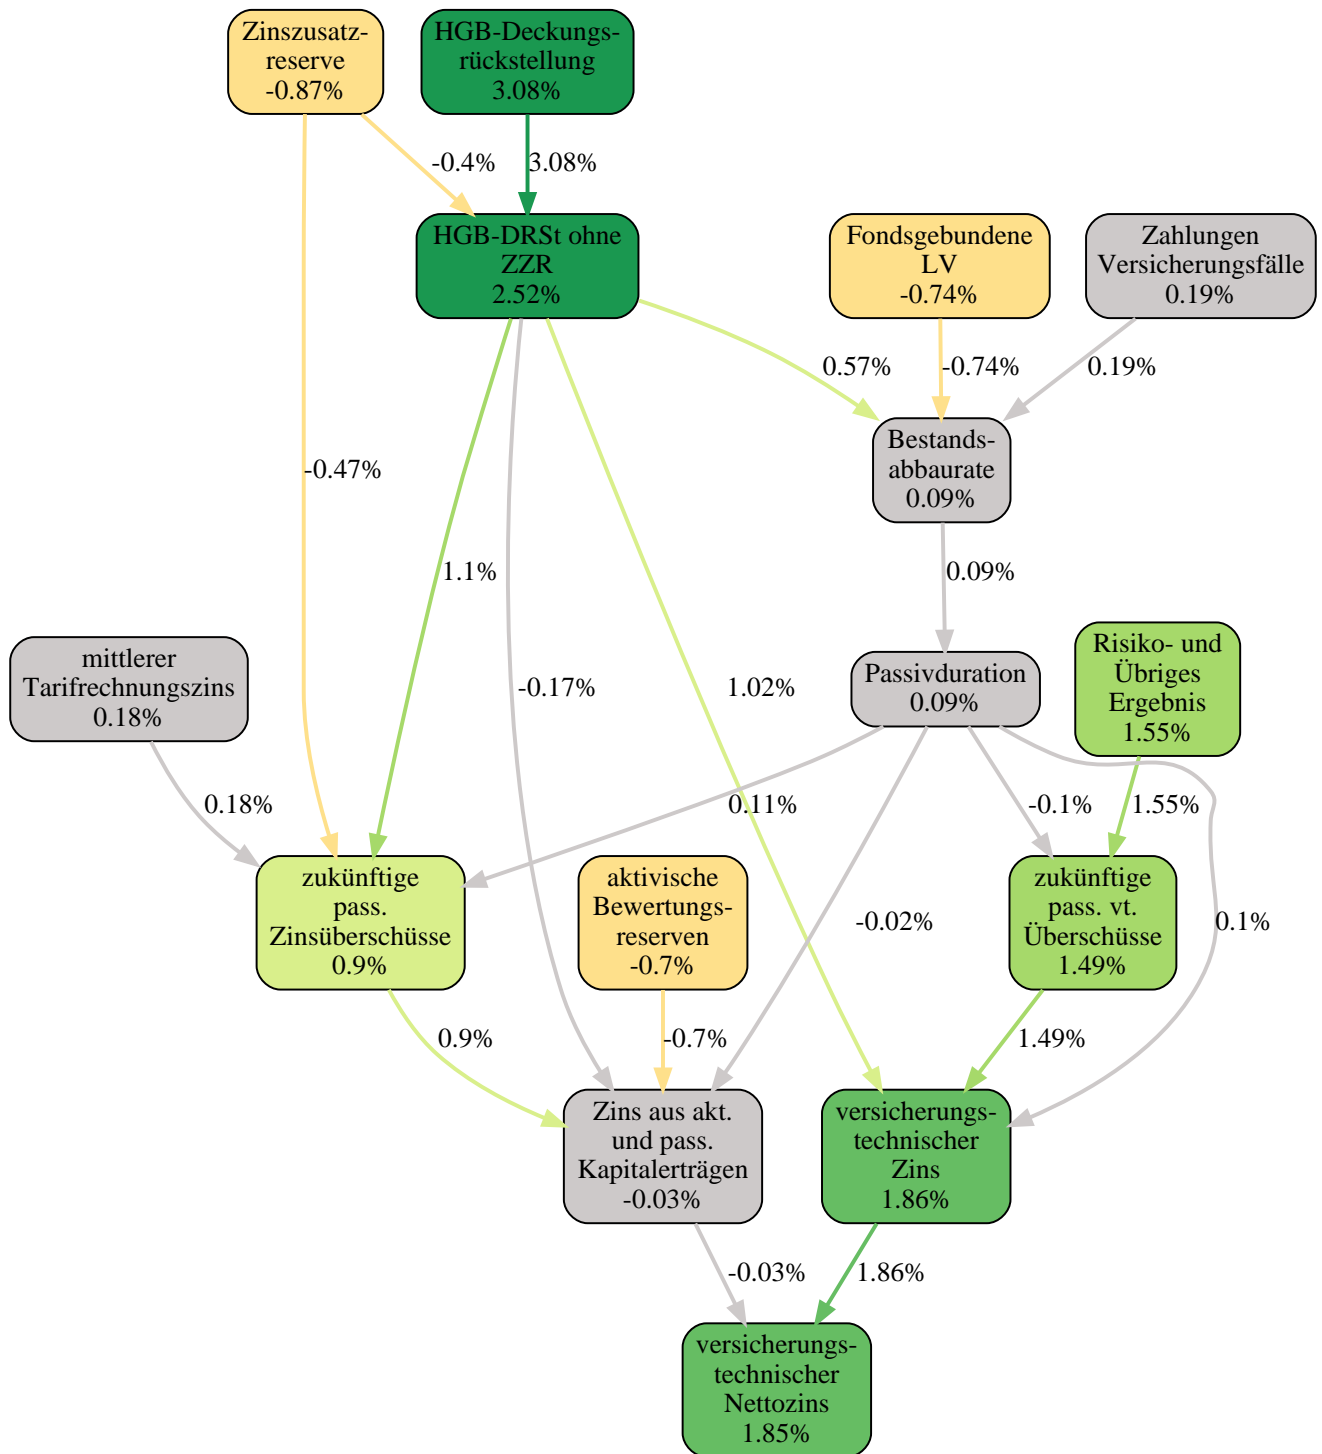 Zinszusatz-
reserve
-0.87%
HGB-Deckungs-
rückstellung
3.08%
-0.4%
3.08%
HGB-DRSt ohne
ZZR
2.52%
Fondsgebundene
LV
-0.74%
Zahlungen
Versicherungsfälle
0.19%
0.57%
-0.74%
0.19%
Bestands-
abbaurate
0.09%
-0.47%
1.1%
0.09%
mittlerer
Tarifrechnungszins
0.18%
-0.17%
1.02%
Passivduration
0.09%
Risiko- und
Übriges
Ergebnis
1.55%
0.18%
0.11%
-0.1%
1.55%
zukünftige
pass.
Zinsüberschüsse
0.9%
aktivische
Bewertungs-
reserven
-0.7%
-0.02%
zukünftige
pass. vt.
Überschüsse
1.49%
0.1%
0.9%
-0.7%
1.49%
Zins aus akt.
und pass.
Kapitalerträgen
-0.03%
versicherungs-
technischer
Zins
1.86%
-0.03%
1.86%
versicherungs-
technischer
Nettozins
1.85%